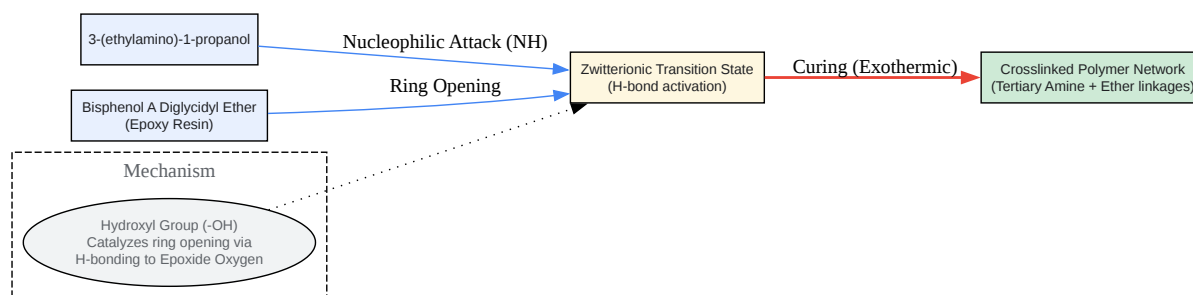 3-(ethylamino)-1-propanol
Nucleophilic Attack (NH)
Bisphenol A Diglycidyl Ether
(Epoxy Resin)
Ring Opening
Zwitterionic Transition State
(H-bond activation)
Curing (Exothermic)
Crosslinked Polymer Network
(Tertiary Amine + Ether linkages)
Mechanism
Hydroxyl Group (-OH)
Catalyzes ring opening via
H-bonding to Epoxide Oxygen